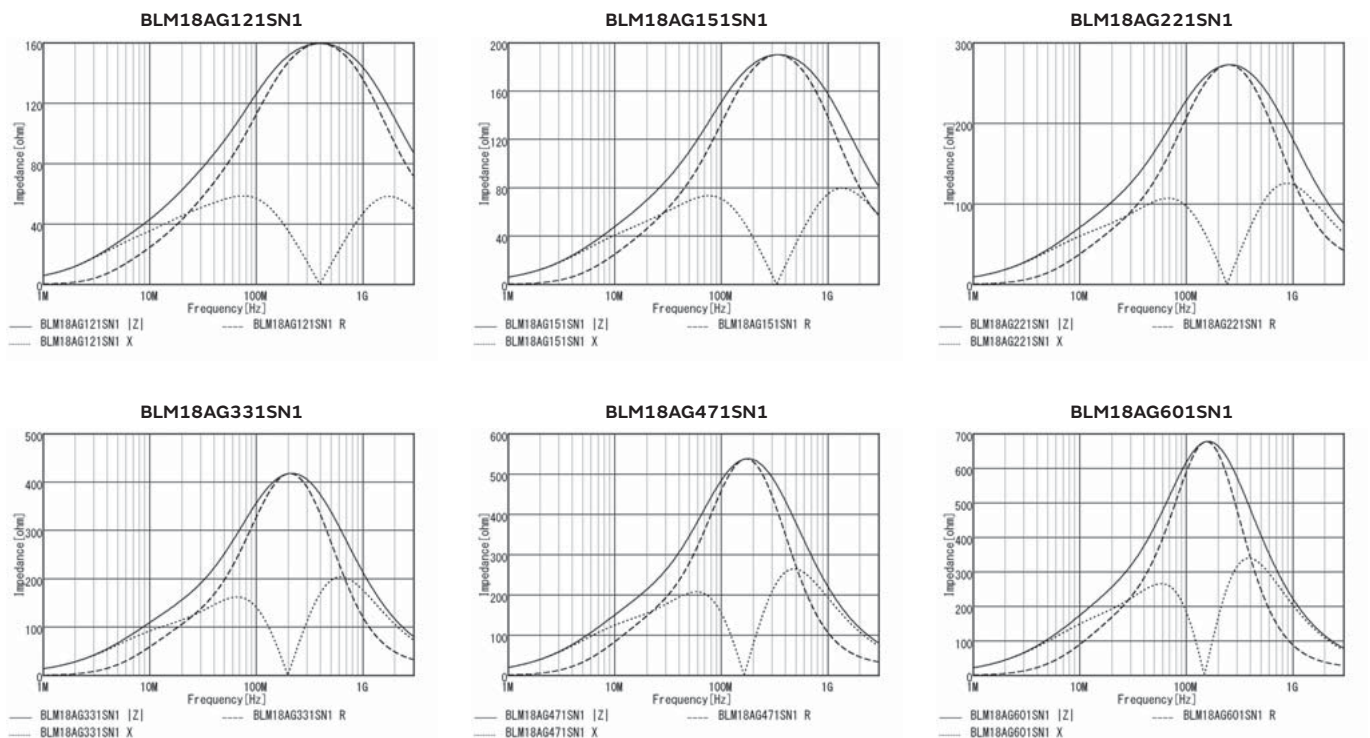 BLM18AG121SN1
160
120
80
40
0
Impedance[ohm]
1M
10M
100M
1G
Frequency[Hz]
BLM18AG121SN1 |Z|
BLM18AG121SN1 R
BLM18AG121SN1 X
BLM18AG151SN1
200
160
120
80
40
0
Impedance[ohm]
1M
10M
100M
1G
Frequency[Hz]
BLM18AG151SN1 |Z|
BLM18AG151SN1 R
BLM18AG151SN1 X
BLM18AG221SN1
300
200
100
0
Impedance[ohm]
1M
10M
100M
1G
Frequency[Hz]
BLM18AG221SN1 |Z|
BLM18AG221SN1 R
BLM18AG221SN1 X
BLM18AG331SN1
500
400
300
200
100
0
Impedance[ohm]
1M
10M
100M
1G
Frequency[Hz]
BLM18AG331SN1 |Z|
BLM18AG331SN1 R
BLM18AG331SN1 X
BLM18AG471SN1
600
500
400
300
200
100
0
Impedance[ohm]
1M
10M
100M
1G
Frequency[Hz]
BLM18AG471SN1 |Z|
BLM18AG471SN1 R
BLM18AG471SN1 X
BLM18AG601SN1
700
600
500
400
300
200
100
0
Impedance[ohm]
1M
10M
100M
1G
Frequency[Hz]
BLM18AG601SN1 |Z|
BLM18AG601SN1 R
BLM18AG601SN1 X